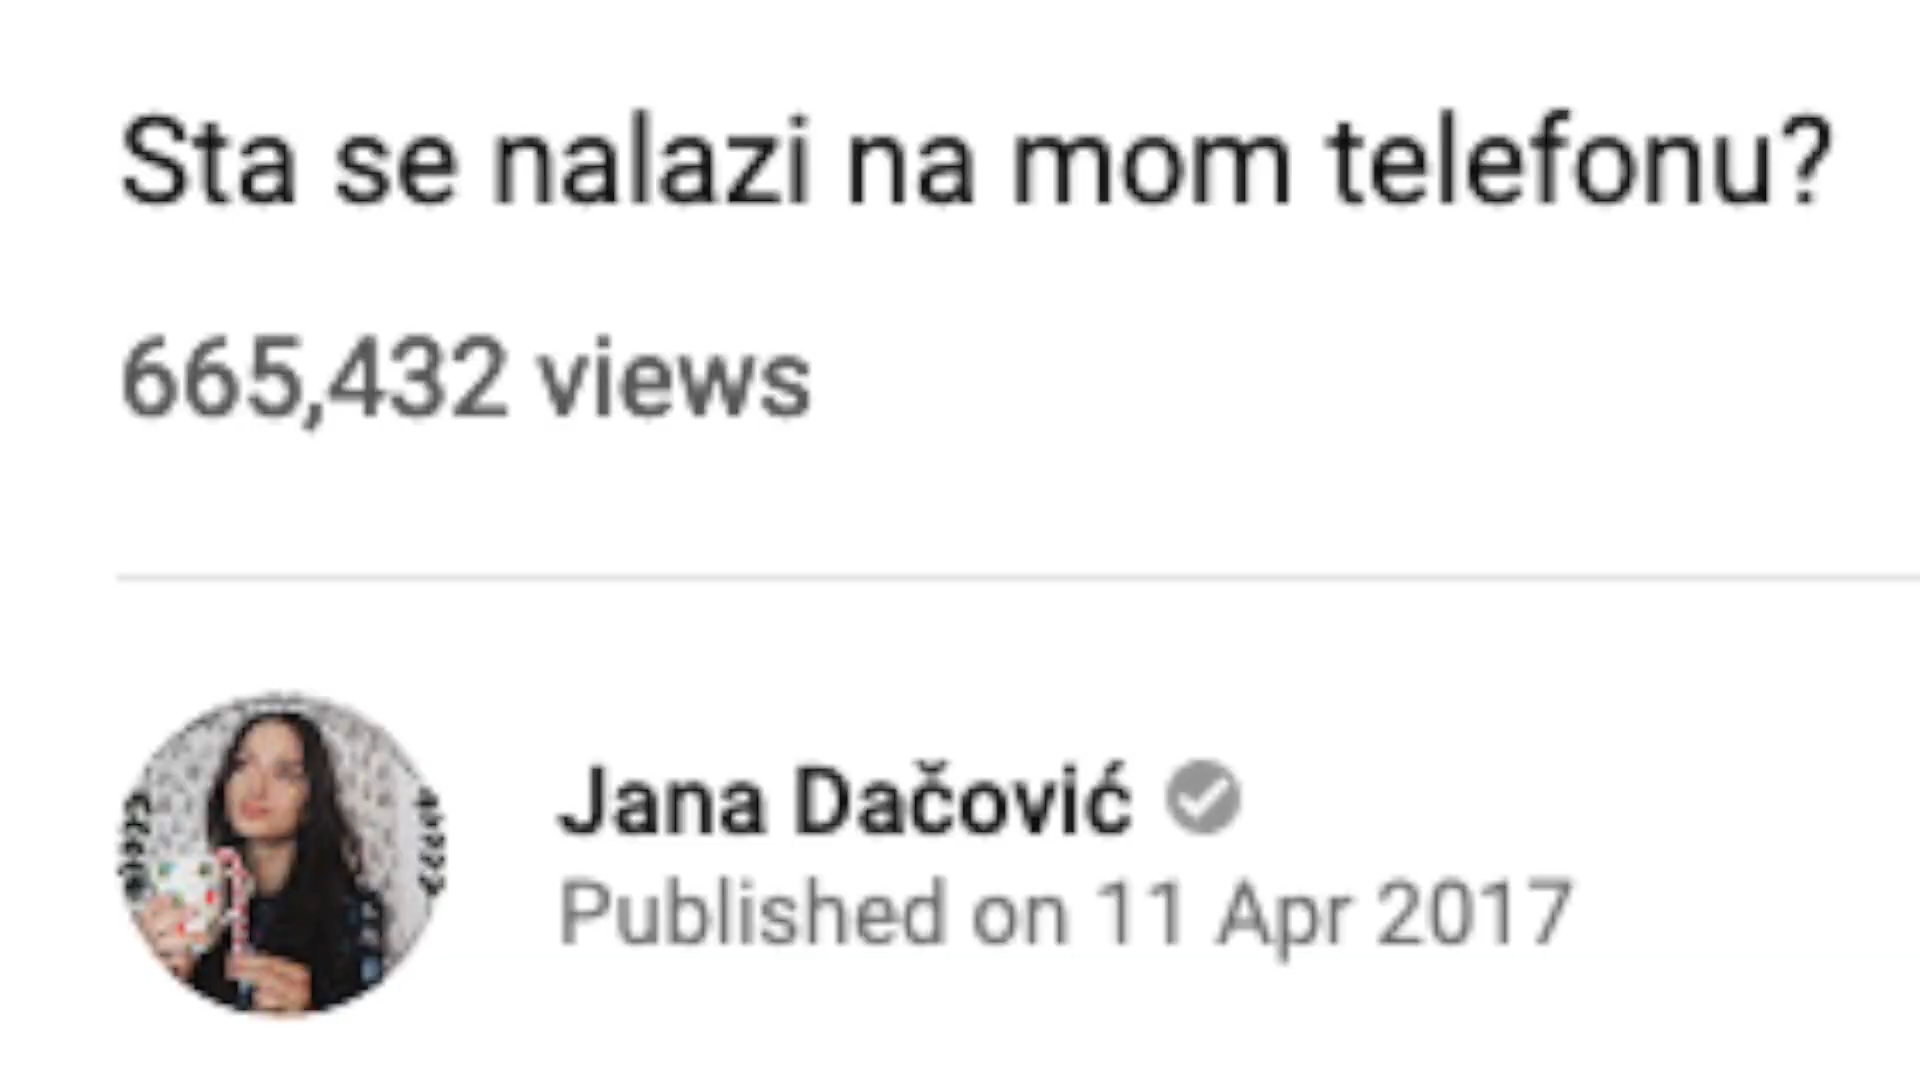 Sta se nalazi na mom telefonu?
665,432 views
Jana Dačović
Published on 11 Apr 2017